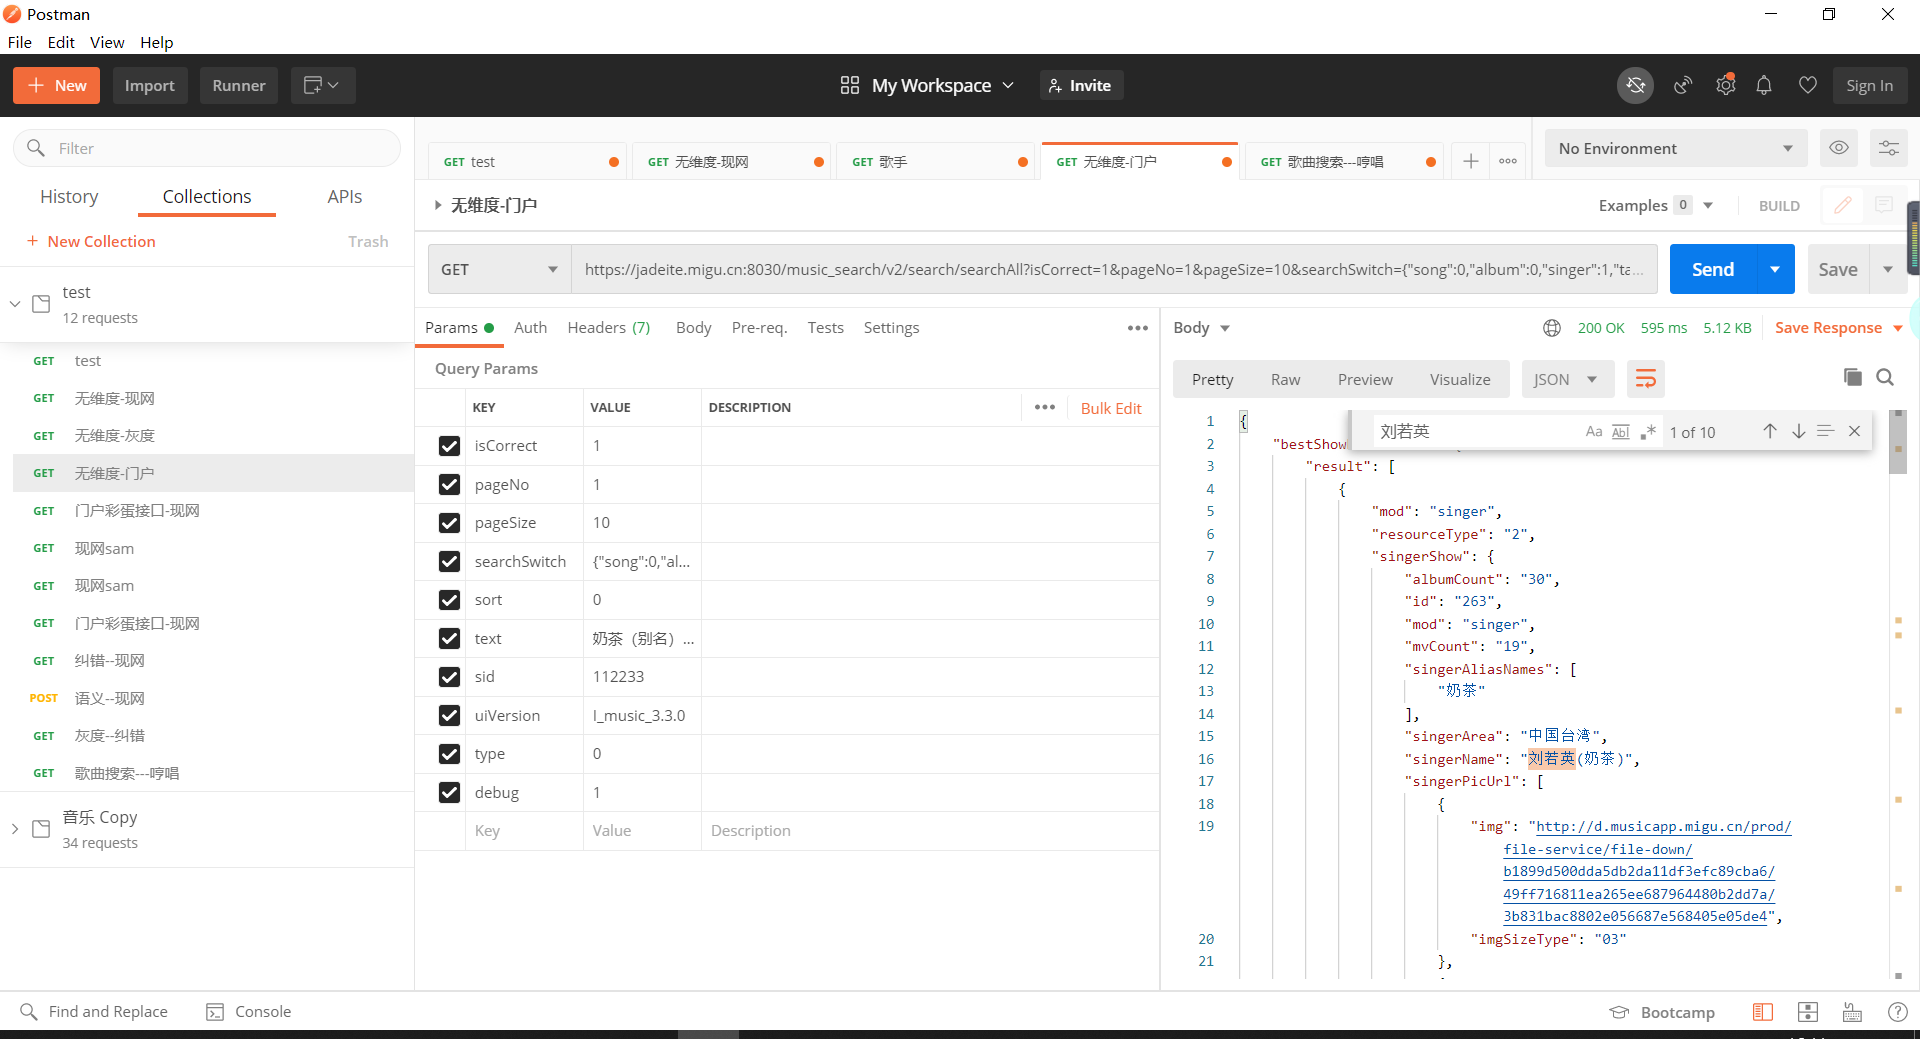 Postman
File Edit View Help
New Import Runner My Workspace Invite Sign In
Filter
History Collections APIs
+ New Collection Trash
test
12 requests
GET test
GET 无维度-现网
GET 无维度-灰度
GET 无维度-门户
GET 门户彩蛋接口-现网
GET 现网sam
GET 现网sam
GET 门户彩蛋接口-现网
GET 纠错--现网
POST 语义--现网
GET 灰度--纠错
GET 歌曲搜索---哼唱
音乐 Copy
34 requests
GET test GET 无维度-现网 GET 歌手 GET 无维度-门户 GET 歌曲搜索---哼唱
No Environment
无维度-门户
Examples 0 BUILD
GET https://jadeite.migu.cn:8030/music_search/v2/search/searchAll?isCorrect=1&pageNo=1&pageSize=10&searchSwitch={"song":0,"album":0,"singer":1,"ta...
Send Save
Params Auth Headers (7) Body Pre-req. Tests Settings
Query Params
KEY VALUE DESCRIPTION Bulk Edit
isCorrect 1
pageNo 1
pageSize 10
searchSwitch {"song":0,"al...
sort 0
text 奶茶（别名）...
sid 112233
uiVersion I_music_3.3.0
type 0
debug 1
Key Value Description
Body 200 OK 595 ms 5.12 KB Save Response
Pretty Raw Preview Visualize JSON
刘若英 Aa Abl .* 1 of 10
1 {
2 "bestShow {
3 "result": [
4 {
5 "mod": "singer",
6 "resourceType": "2",
7 "singerShow": {
8 "albumCount": "30",
9 "id": "263",
10 "mod": "singer",
11 "mvCount": "19",
12 "singerAliasNames": [
13 "奶茶"
14 ],
15 "singerArea": "中国台湾",
16 "singerName": "刘若英(奶茶)",
17 "singerPicUrl": [
18 {
19 "img": "http://d.musicapp.migu.cn/prod/
file-service/file-down/
b1899d500dda5db2da11df3efc89cba6/
49ff716811ea265ee687964480b2dd7a/
3b831bac8802e056687e568405e05de4",
20 "imgSizeType": "03"
21 },
Find and Replace Console Bootcamp